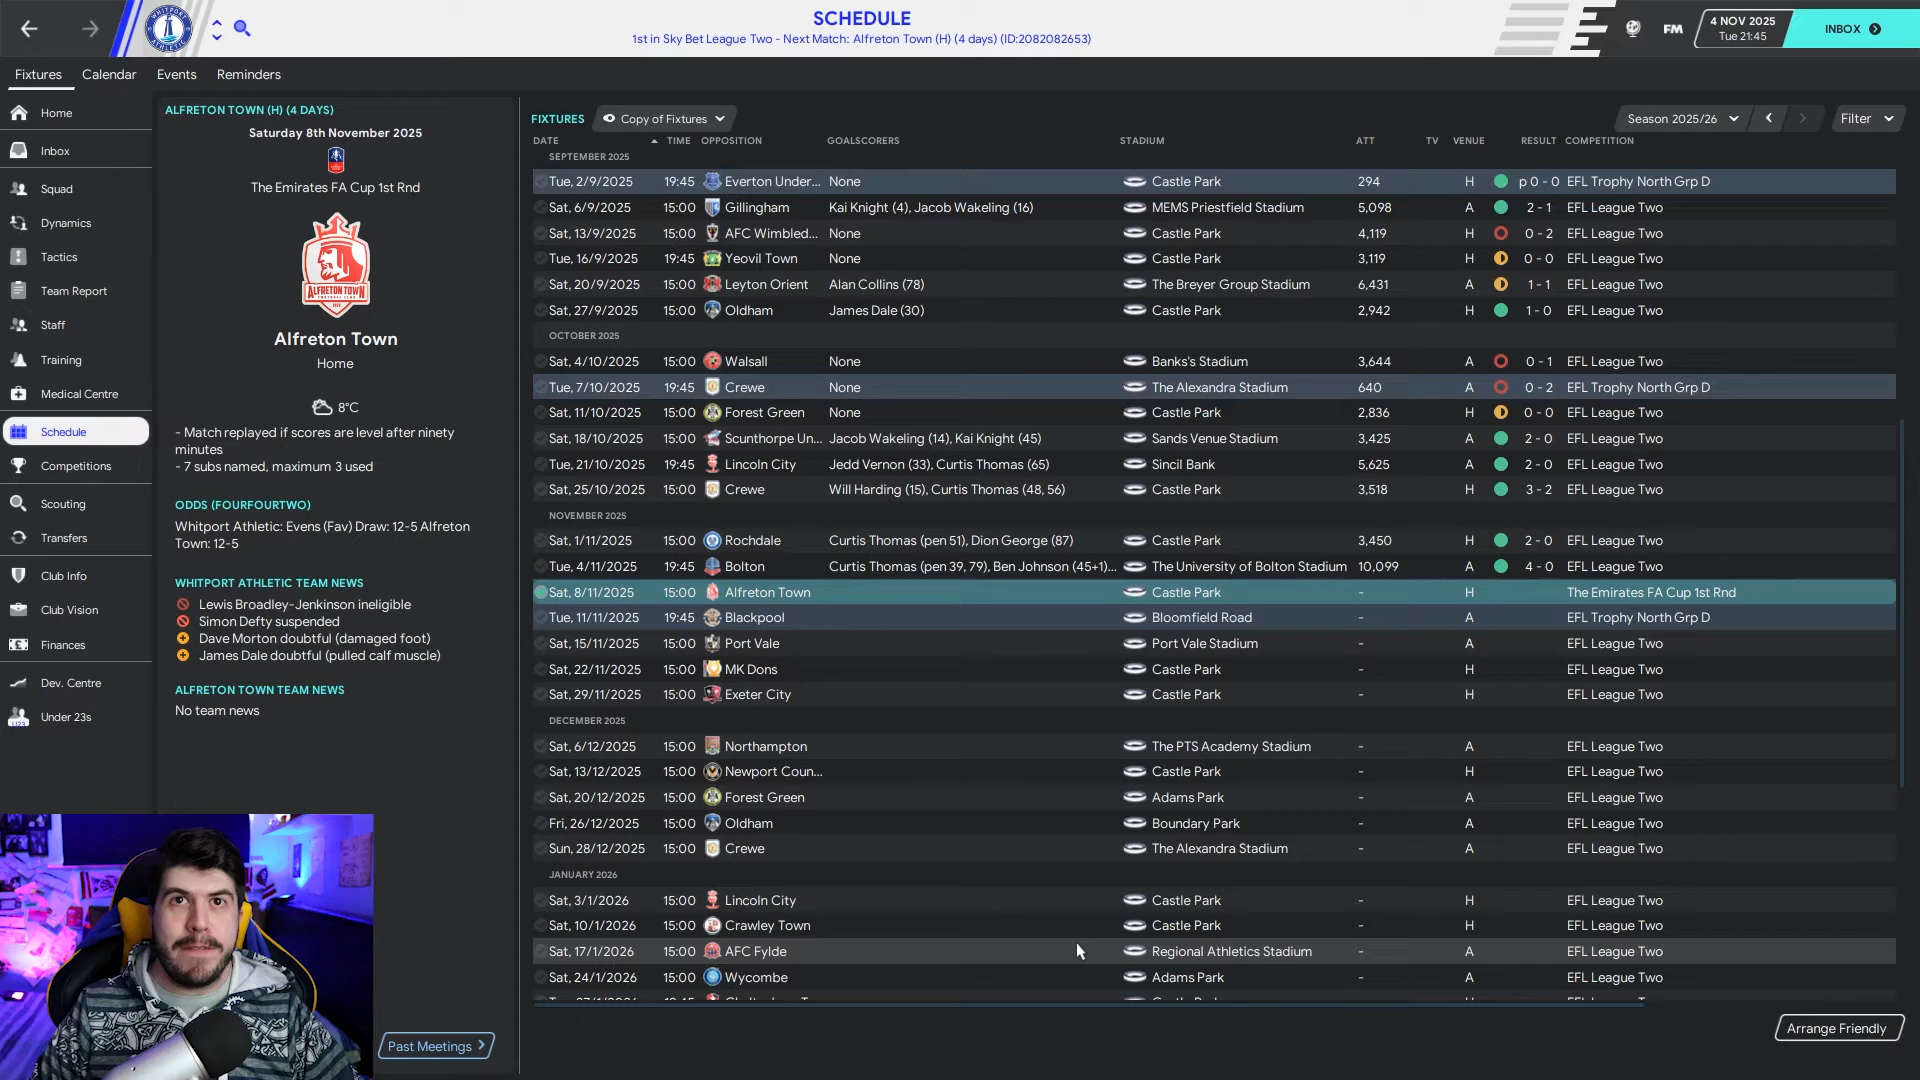 SCHEDULE
1st in Sky Bet League Two - Next Match: Alfreton Town (H) (4 days) (ID:2082082653)
FM
4 NOV 2025
Tue 21:45
INBOX
Fixtures Calendar Events Reminders
Home
Inbox
Squad
Dynamics
Tactics
Team Report
Staff
Training
Medical Centre
Schedule
Competitions
Scouting
Transfers
Club Info
Club Vision
Finances
Dev. Centre
Under 23s
ALFRETON TOWN (H) (4 DAYS)
Saturday 8th November 2025
The Emirates FA Cup 1st Rnd
ALFRETON TOWN
Alfreton Town
Home
8°C
- Match replayed if scores are level after ninety
minutes
- 7 subs named, maximum 3 used
ODDS (FOURFOURTWO)
Whitport Athletic: Evens (Fav) Draw: 12-5 Alfreton
Town: 12-5
WHITPORT ATHLETIC TEAM NEWS
Lewis Broadley-Jenkinson ineligible
Simon Defty suspended
Dave Morton doubtful (damaged foot)
James Dale doubtful (pulled calf muscle)
ALFRETON TOWN TEAM NEWS
No team news
Past Meetings
FIXTURES Copy of Fixtures Season 2025/26 Filter
DATE TIME OPPOSITION GOALSCORERS STADIUM ATT TV VENUE RESULT COMPETITION
SEPTEMBER 2025
Tue, 2/9/2025 19:45 Everton Under... None Castle Park 294 H p 0 - 0 EFL Trophy North Grp D
Sat, 6/9/2025 15:00 Gillingham Kai Knight (4), Jacob Wakeling (16) MEMS Priestfield Stadium 5,098 A 2 - 1 EFL League Two
Sat, 13/9/2025 15:00 AFC Wimbled... None Castle Park 4,119 H 0 - 2 EFL League Two
Tue, 16/9/2025 19:45 Yeovil Town None Castle Park 3,119 H 0 - 0 EFL League Two
Sat, 20/9/2025 15:00 Leyton Orient Alan Collins (78) The Breyer Group Stadium 6,431 A 1 - 1 EFL League Two
Sat, 27/9/2025 15:00 Oldham James Dale (30) Castle Park 2,942 H 1 - 0 EFL League Two
OCTOBER 2025
Sat, 4/10/2025 15:00 Walsall None Banks's Stadium 3,644 A 0 - 1 EFL League Two
Tue, 7/10/2025 19:45 Crewe None The Alexandra Stadium 640 A 0 - 2 EFL Trophy North Grp D
Sat, 11/10/2025 15:00 Forest Green None Castle Park 2,836 H 0 - 0 EFL League Two
Sat, 18/10/2025 15:00 Scunthorpe Un... Jacob Wakeling (14), Kai Knight (45) Sands Venue Stadium 3,425 A 2 - 0 EFL League Two
Tue, 21/10/2025 19:45 Lincoln City Jedd Vernon (33), Curtis Thomas (65) Sincil Bank 5,625 A 2 - 0 EFL League Two
Sat, 25/10/2025 15:00 Crewe Will Harding (15), Curtis Thomas (48, 56) Castle Park 3,518 H 3 - 2 EFL League Two
NOVEMBER 2025
Sat, 1/11/2025 15:00 Rochdale Curtis Thomas (pen 51), Dion George (87) Castle Park 3,450 H 2 - 0 EFL League Two
Tue, 4/11/2025 19:45 Bolton Curtis Thomas (pen 39, 79), Ben Johnson (45+1)... The University of Bolton Stadium 10,099 A 4 - 0 EFL League Two
Sat, 8/11/2025 15:00 Alfreton Town Castle Park - H The Emirates FA Cup 1st Rnd
Tue, 11/11/2025 19:45 Blackpool Bloomfield Road - A EFL Trophy North Grp D
Sat, 15/11/2025 15:00 Port Vale Port Vale Stadium - A EFL League Two
Sat, 22/11/2025 15:00 MK Dons Castle Park - H EFL League Two
Sat, 29/11/2025 15:00 Exeter City Castle Park - H EFL League Two
DECEMBER 2025
Sat, 6/12/2025 15:00 Northampton The PTS Academy Stadium - A EFL League Two
Sat, 13/12/2025 15:00 Newport Coun... Castle Park - H EFL League Two
Sat, 20/12/2025 15:00 Forest Green Adams Park - A EFL League Two
Fri, 26/12/2025 15:00 Oldham Boundary Park - A EFL League Two
Sun, 28/12/2025 15:00 Crewe The Alexandra Stadium - A EFL League Two
JANUARY 2026
Sat, 3/1/2026 15:00 Lincoln City Castle Park - H EFL League Two
Sat, 10/1/2026 15:00 Crawley Town Castle Park - H EFL League Two
Sat, 17/1/2026 15:00 AFC Fylde Regional Athletics Stadium - A EFL League Two
Sat, 24/1/2026 15:00 Wycombe Adams Park - A EFL League Two
Arrange Friendly